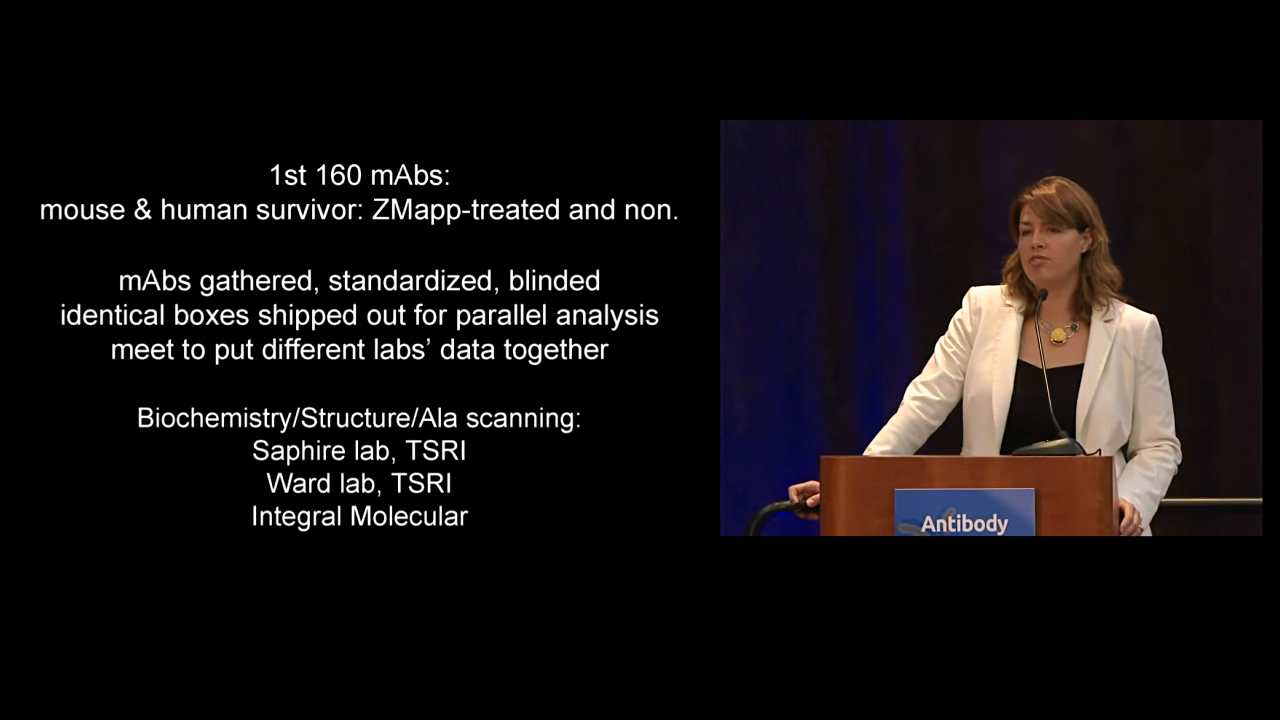 1st 160 mAbs:
mouse & human survivor: ZMapp-treated and non.
mAbs gathered, standardized, blinded
identical boxes shipped out for parallel analysis
meet to put different labs’ data together
Biochemistry/Structure/Ala scanning:
Saphire lab, TSRI
Ward lab, TSRI
Integral Molecular
Antibody